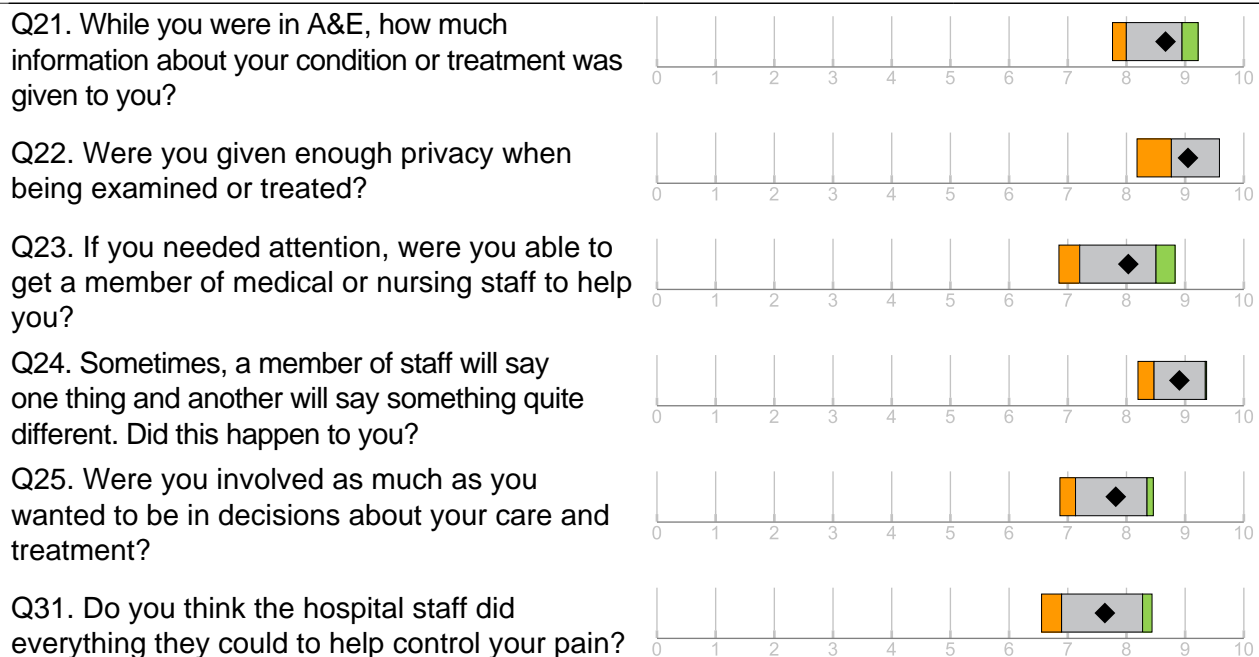 Q21. While you were in A&E, how much
information about your condition or treatment was
given to you?
0 1 2 3 4 5 6 7 8 9 10
Q22. Were you given enough privacy when
being examined or treated?
0 1 2 3 4 5 6 7 8 9 10
Q23. If you needed attention, were you able to
get a member of medical or nursing staff to help
you?
0 1 2 3 4 5 6 7 8 9 10
Q24. Sometimes, a member of staff will say
one thing and another will say something quite
different. Did this happen to you?
0 1 2 3 4 5 6 7 8 9 10
Q25. Were you involved as much as you
wanted to be in decisions about your care and
treatment?
0 1 2 3 4 5 6 7 8 9 10
Q31. Do you think the hospital staff did
everything they could to help control your pain?
0 1 2 3 4 5 6 7 8 9 10